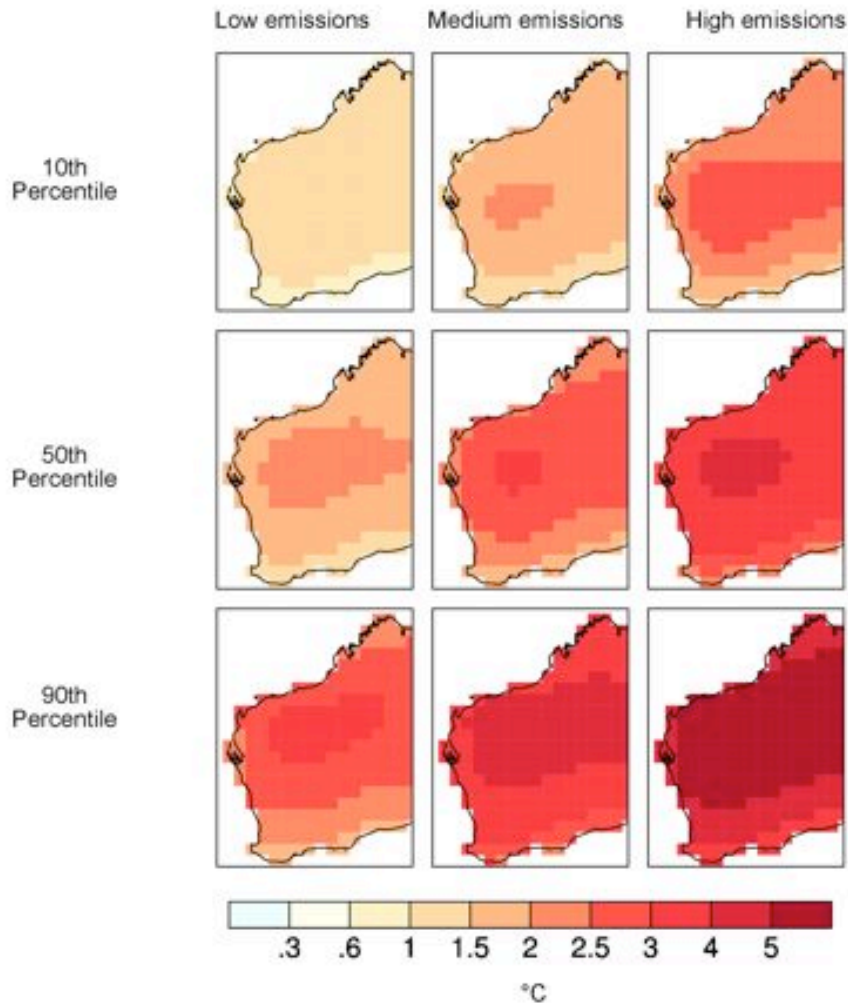 Low emissions
Medium emissions
High emissions
10th
Percentile
50th
Percentile
90th
Percentile
.3 .6 1 1.5 2 2.5 3 4 5
°C